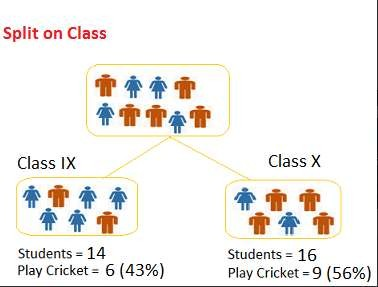 Split on Class
Class IX
Class X
Students = 14
Play Cricket = 6 (43%)
Students = 16
Play Cricket = 9 (56%)